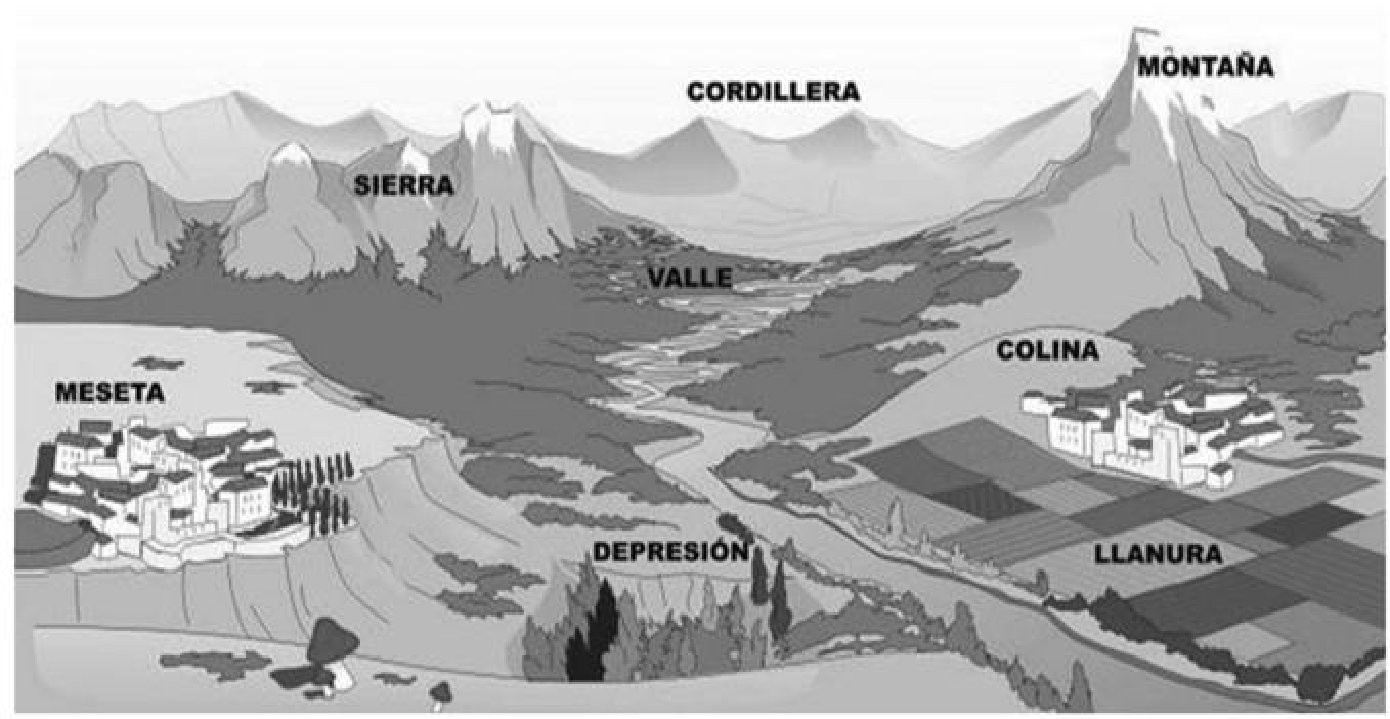 MONTAÑA
CORDILLERA
SIERRA
VALLE
COLINA
MESETA
DEPRESIÓN
LLANURA